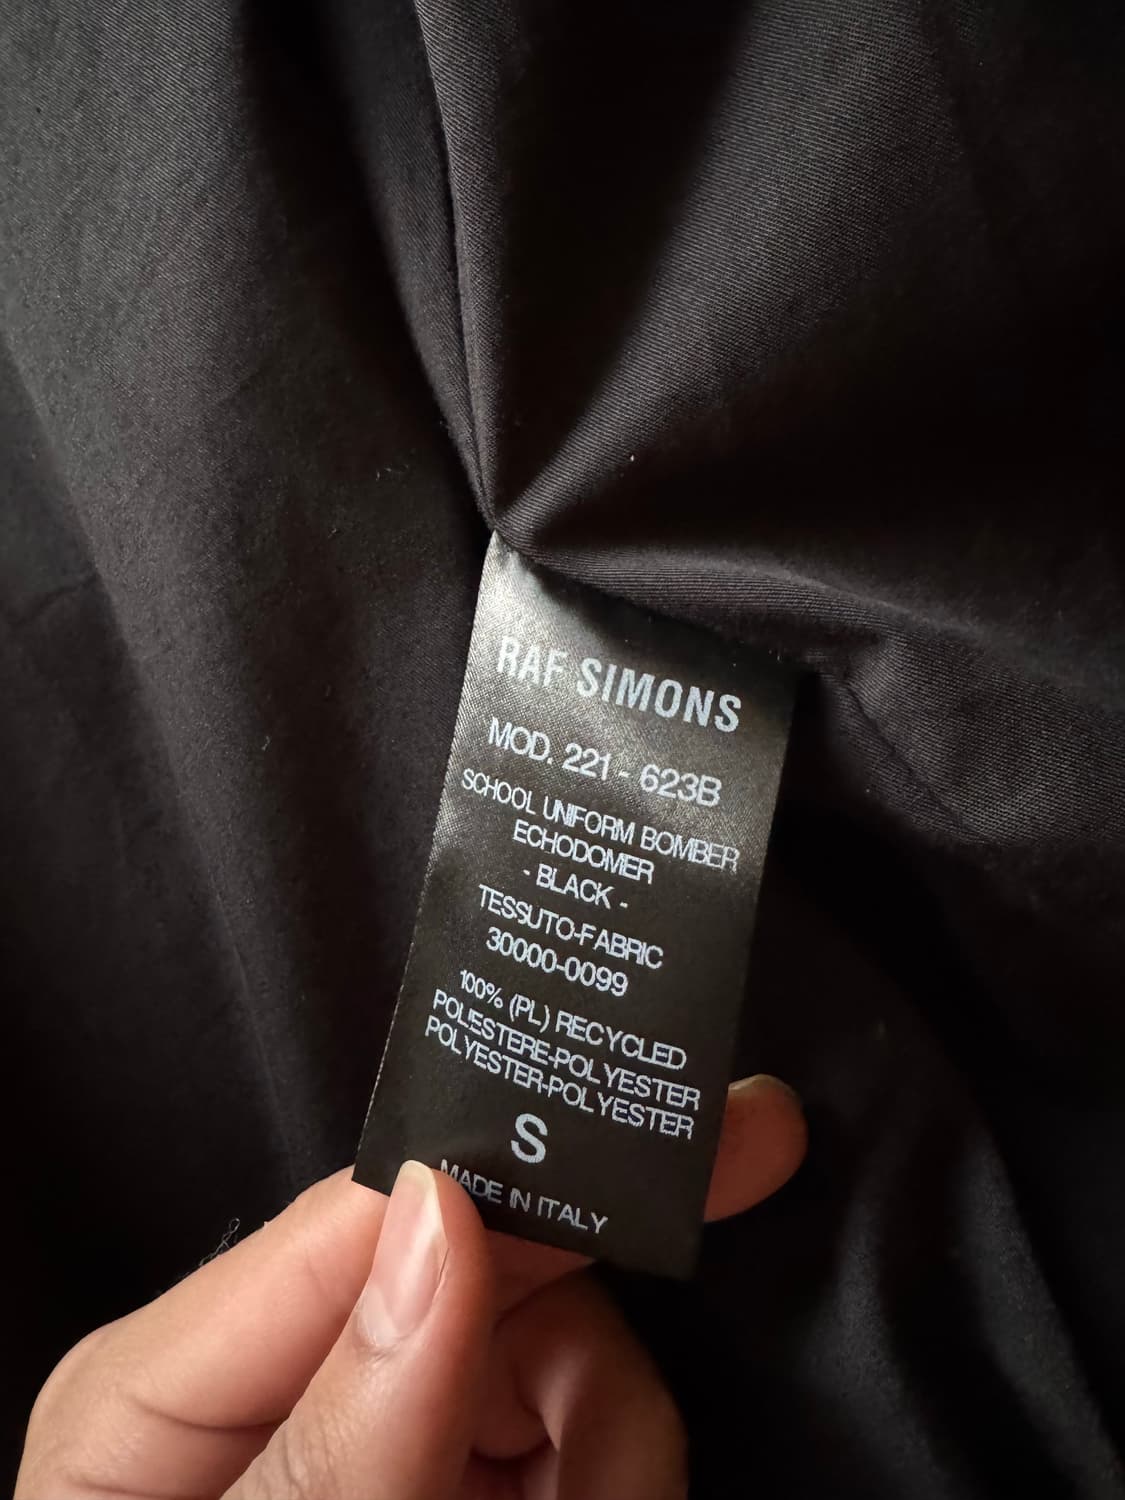 RAF SIMONS
MOD. 221 - 623B
SCHOOL UNIFORM BOMBER
ECHODOMER
- BLACK -
TESSUTO-FABRIC
30000-0099
100% (PL) RECYCLED
POLIESTERE-POLYESTER
POLYESTER-POLYESTER
S
MADE IN ITALY